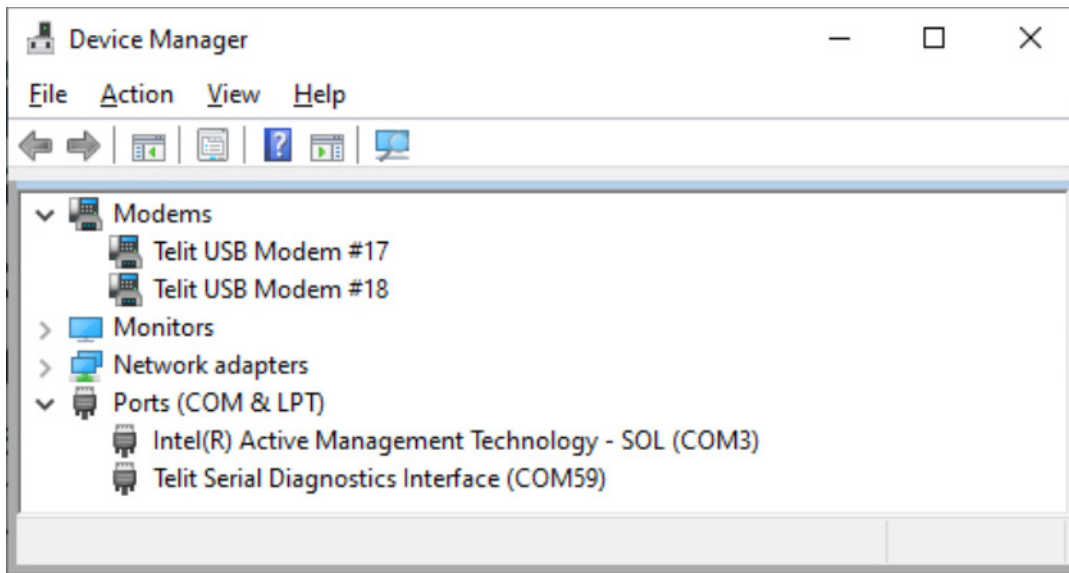 Device Manager
File Action View Help
Modems
Telit USB Modem #17
Telit USB Modem #18
Monitors
Network adapters
Ports (COM & LPT)
Intel(R) Active Management Technology - SOL (COM3)
Telit Serial Diagnostics Interface (COM59)